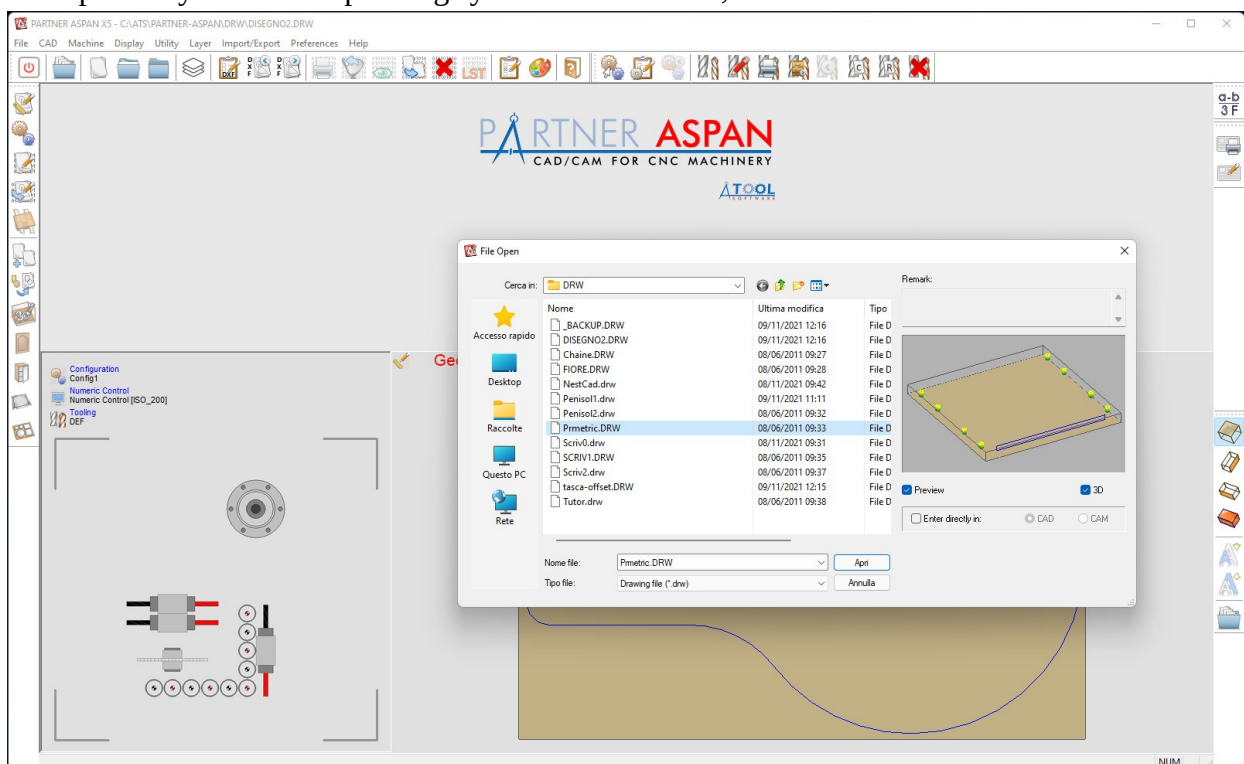 PARTNER ASPAN X5 - C:\ATS\PARTNER-ASPAN\DRW\DISEGNO2.DRW
File CAD Machine Display Utility Layer Import/Export Preferences Help
DXF
DXF
DXF
LST
a-b
3 F
PARTNER ASPAN
CAD/CAM FOR CNC MACHINERY
ATOOL
SOFTWARE
File Open
Cerca in:
DRW
Remark:
Nome Ultima modifica Tipo
_BACKUP.DRW 09/11/2021 12:16 File D
DISEGNO2.DRW 09/11/2021 12:16 File D
Chaine.DRW 08/06/2011 09:27 File D
FIORE.DRW 08/06/2011 09:28 File D
NestCad.drw 08/11/2021 09:42 File D
Penisol1.drw 09/11/2021 11:11 File D
Penisol2.drw 08/06/2011 09:32 File D
Prmetric.DRW 08/06/2011 09:33 File D
Scriv0.drw 08/11/2021 09:31 File D
SCRIV1.DRW 08/06/2011 09:35 File D
Scriv2.drw 08/06/2011 09:37 File D
tasca-offset.DRW 09/11/2021 12:15 File D
Tutor.drw 08/06/2011 09:38 File D
Accesso rapido
Desktop
Raccolte
Questo PC
Rete
Preview
3D
Enter directly in:
CAD
CAM
Nome file:
Prmetric.DRW
Apri
Tipo file:
Drawing file (*.drw)
Annulla
Geo
Configuration
Config1
Numeric Control
Numeric Control [ISO_200]
Tooling
DEF
NUM